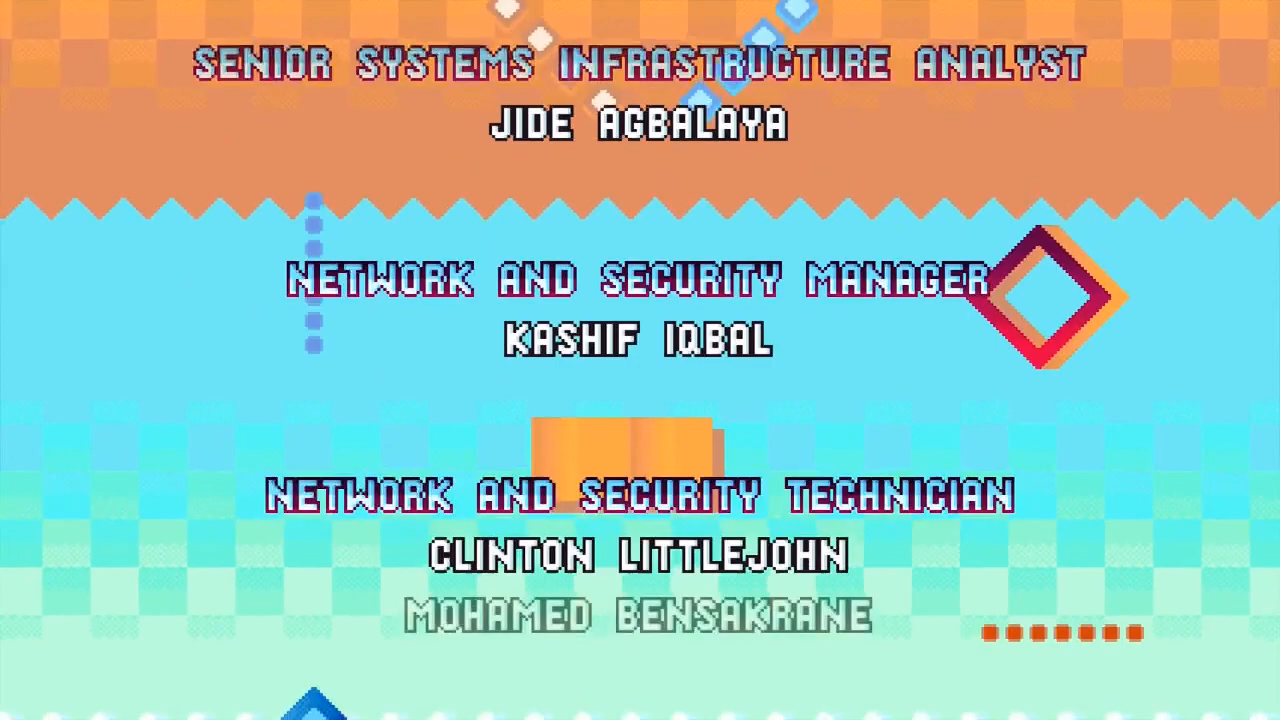 SENIOR SYSTEMS INFRASTRUCTURE ANALYST
JIDE AGBALAYA
NETWORK AND SECURITY MANAGER
KASHIF IQBAL
NETWORK AND SECURITY TECHNICIAN
CLINTON LITTLEJOHN
MOHAMED BENSAKRANE